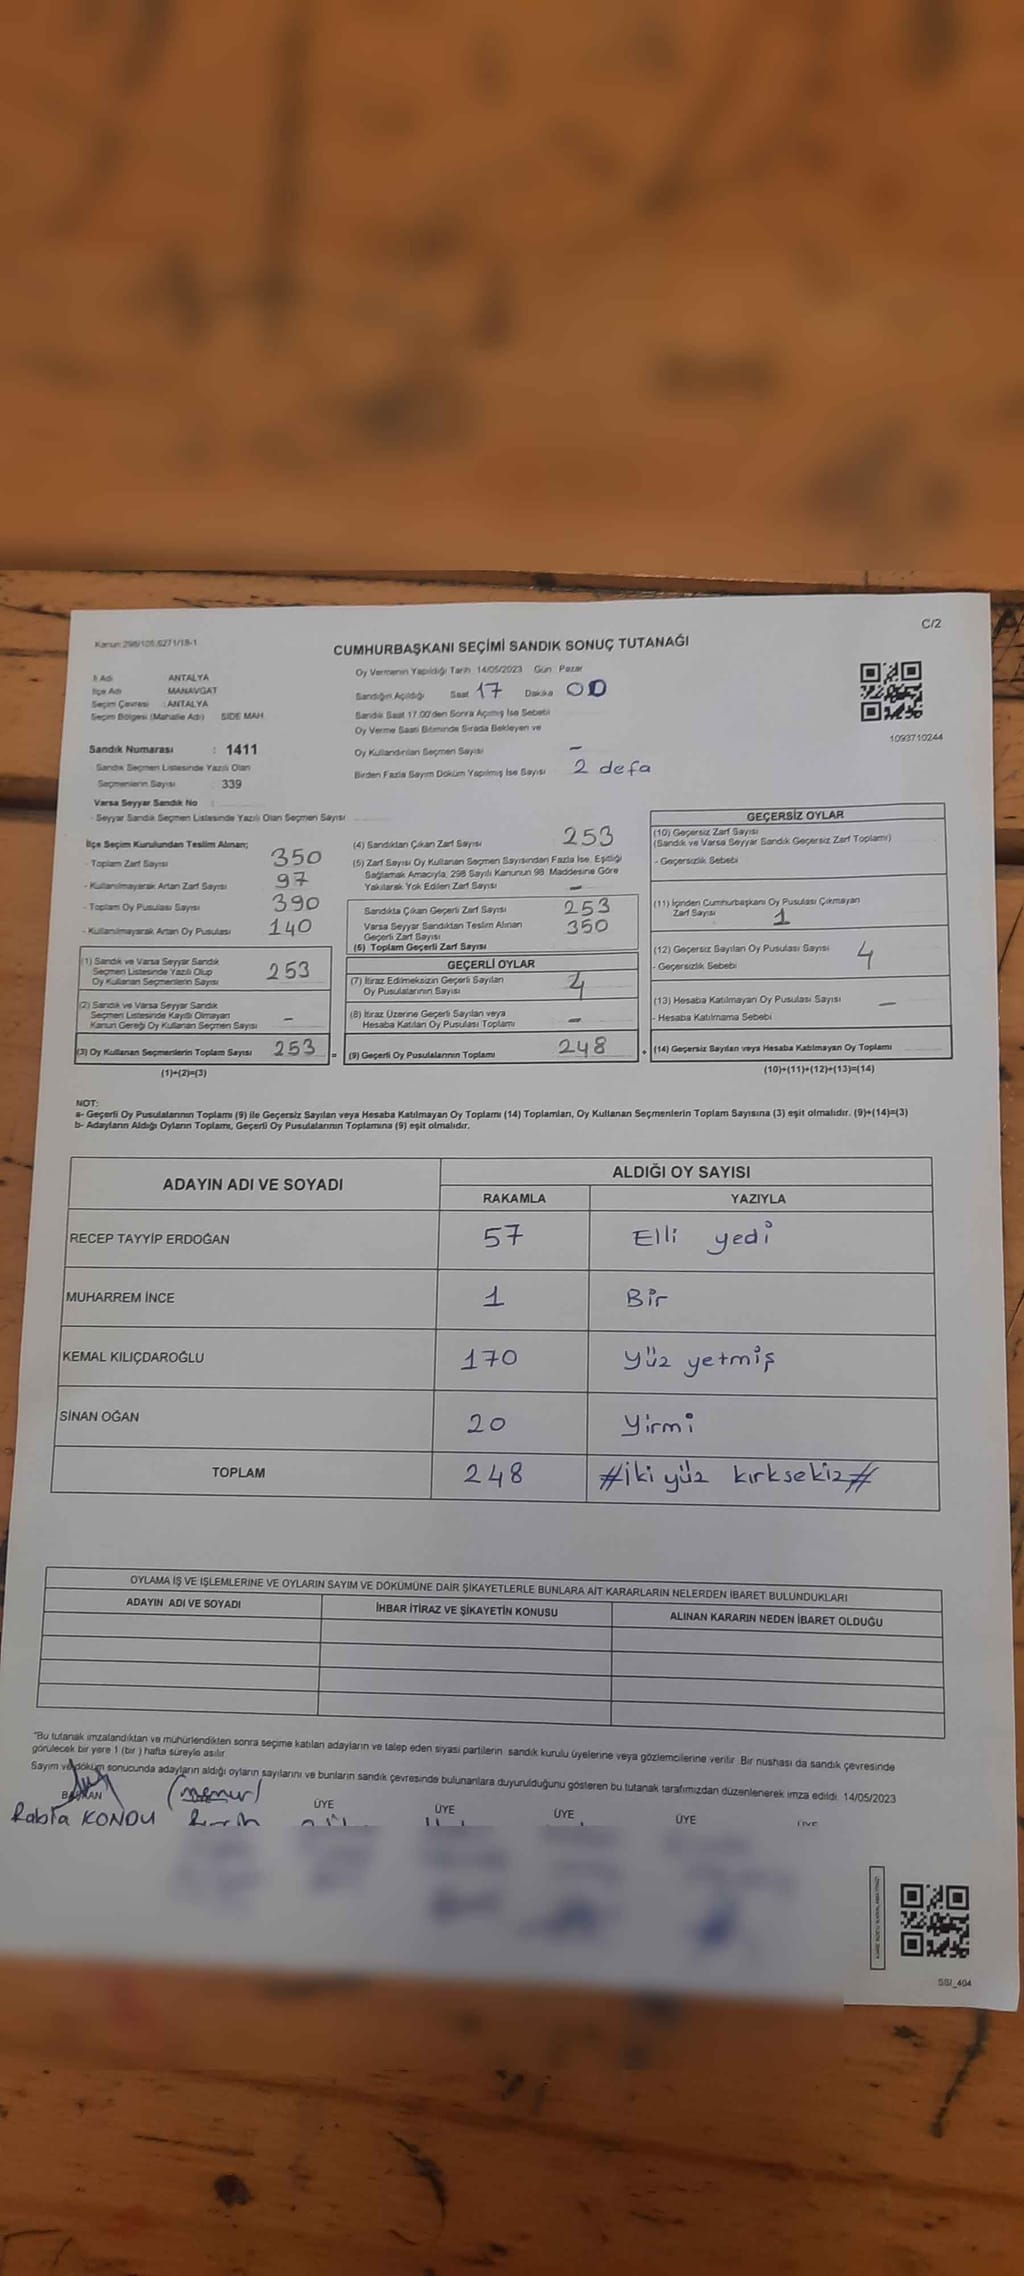 C/2
Kanun:298/105,6271/18-1
CUMHURBAŞKANI SEÇİMİ SANDIK SONUÇ TUTANAĞI
İl Adı ANTALYA
İlçe Adı MANAVGAT
Seçim Çevresi : ANTALYA
Seçim Bölgesi (Mahalle Adı) SIDE MAH.
Oy Vermenin Yapıldığı Tarih 14/05/2023 Gün Pazar
Sandığın Açıldığı Saat 17 Dakika 00
Sandık Saat 17:00'den Sonra Açılmış İse Sebebi
Oy Verme Saati Bitiminde Sırada Bekleyen ve
Oy Kullandırılan Seçmen Sayısı -
Birden Fazla Sayım Döküm Yapılmış İse Sayısı 2 defa
1093710244
Sandık Numarası : 1411
- Sandık Seçmen Listesinde Yazılı Olan
Seçmenlerin Sayısı : 339
Varsa Seyyar Sandık No :
- Seyyar Sandık Seçmen Listesinde Yazılı Olan Seçmen Sayısı
İlçe Seçim Kurulundan Teslim Alınan;
- Toplam Zarf Sayısı 350
- Kullanılmayarak Artan Zarf Sayısı 97
- Toplam Oy Pusulası Sayısı 390
- Kullanılmayarak Artan Oy Pusulası 140
(1) Sandık ve Varsa Seyyar Sandık
Seçmen Listesinde Yazılı Olup
Oy Kullanan Seçmenlerin Sayısı 253
(2) Sandık ve Varsa Seyyar Sandık
Seçmen Listesinde Kayıtlı Olmayan
Kanun Gereği Oy Kullanan Seçmen Sayısı -
(3) Oy Kullanan Seçmenlerin Toplam Sayısı 253 =
(1)+(2)=(3)
(4) Sandıktan Çıkan Zarf Sayısı 253
(5) Zarf Sayısı Oy Kullanan Seçmen Sayısından Fazla İse, Eşitliği
Sağlamak Amacıyla, 298 Sayılı Kanunun 98. Maddesine Göre
Yakılarak Yok Edilen Zarf Sayısı -
Sandıkta Çıkan Geçerli Zarf Sayısı 253
Varsa Seyyar Sandıktan Teslim Alınan
Geçerli Zarf Sayısı 350
(6) Toplam Geçerli Zarf Sayısı
GEÇERLİ OYLAR
(7) İtiraz Edilmeksizin Geçerli Sayılan
Oy Pusulalarının Sayısı
(8) İtiraz Üzerine Geçerli Sayılan veya
Hesaba Katılan Oy Pusulası Toplamı -
(9) Geçerli Oy Pusulalarının Toplamı 248 +
GEÇERSİZ OYLAR
(10) Geçersiz Zarf Sayısı
(Sandık ve Varsa Seyyar Sandık Geçersiz Zarf Toplamı)
- Geçersizlik Sebebi
(11) İçinden Cumhurbaşkanı Oy Pusulası Çıkmayan
Zarf Sayısı 1
(12) Geçersiz Sayılan Oy Pusulası Sayısı 4
- Geçersizlik Sebebi
(13) Hesaba Katılmayan Oy Pusulası Sayısı -
- Hesaba Katılmama Sebebi
(14) Geçersiz Sayılan veya Hesaba Katılmayan Oy Toplamı
(10)+(11)+(12)+(13)=(14)
NOT:
a- Geçerli Oy Pusulalarının Toplamı (9) ile Geçersiz Sayılan veya Hesaba Katılmayan Oy Toplamı (14) Toplamları, Oy Kullanan Seçmenlerin Toplam Sayısına (3) eşit olmalıdır. (9)+(14)=(3)
b- Adayların Aldığı Oyların Toplamı, Geçerli Oy Pusulalarının Toplamına (9) eşit olmalıdır.
ADAYIN ADI VE SOYADI ALDIĞI OY SAYISI
RAKAMLA YAZIYLA
RECEP TAYYİP ERDOĞAN 57 Elli yedi
MUHARREM İNCE 1 Bir
KEMAL KILIÇDAROĞLU 170 Yüz yetmiş
SİNAN OĞAN 20 Yirmi
TOPLAM 248 #İki yüz kırksekiz#
OYLAMA İŞ VE İŞLEMLERİNE VE OYLARIN SAYIM VE DÖKÜMÜNE DAİR ŞİKAYETLERLE BUNLARA AİT KARARLARIN NELERDEN İBARET BULUNDUKLARI
ADAYIN ADI VE SOYADI İHBAR İTİRAZ VE ŞİKAYETİN KONUSU ALINAN KARARIN NEDEN İBARET OLDUĞU
"Bu tutanak imzalandıktan ve mühürlendikten sonra seçime katılan adayların ve talep eden siyasi partilerin sandık kurulu üyelerine veya gözlemcilerine verilir. Bir nüshası da sandık çevresinde
görülecek bir yere 1 (bir) hafta süreyle asılır.
Sayım ve döküm sonucunda adayların aldığı oyların sayılarını ve bunların sandık çevresinde bulunanlara duyurulduğunu gösteren bu tutanak tarafımızdan düzenlenerek imza edildi. 14/05/2023
BAŞKAN (memur) ÜYE ÜYE ÜYE ÜYE
Rabia KONDU
SSI_404